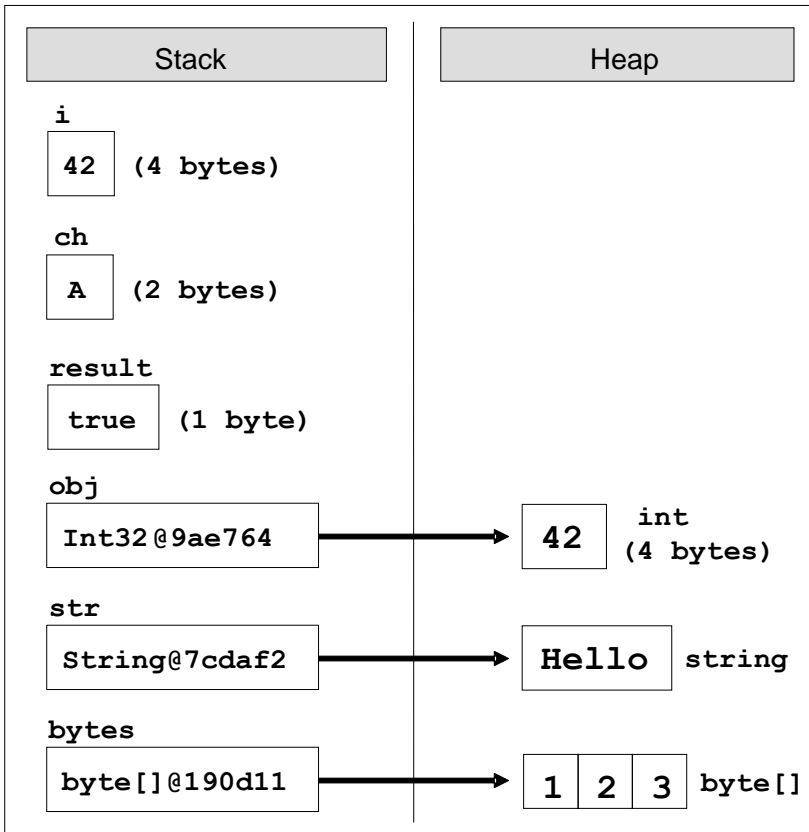 Stack
Heap
i
42 (4 bytes)
ch
A (2 bytes)
result
true (1 byte)
obj
Int32@9ae764
42
int
(4 bytes)
str
String@7cdaf2
Hello string
bytes
byte[]@190d11
1 2 3 byte[]